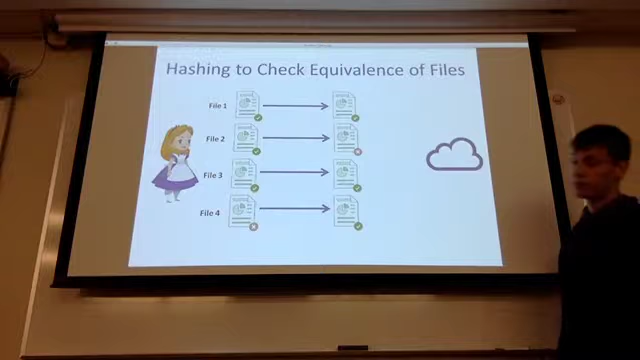 Hashing to Check Equivalence of Files
File 1
File 2
File 3
File 4